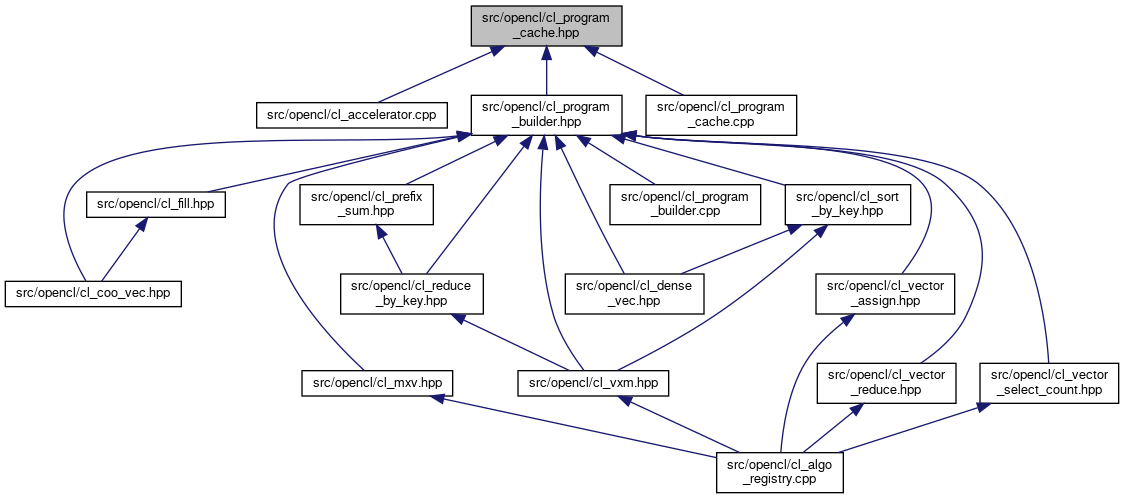 src/opencl/cl_program
_cache.hpp
src/opencl/cl_accelerator.cpp
src/opencl/cl_program
_builder.hpp
src/opencl/cl_program
_cache.cpp
src/opencl/cl_fill.hpp
src/opencl/cl_prefix
_sum.hpp
src/opencl/cl_program
_builder.cpp
src/opencl/cl_sort
_by_key.hpp
src/opencl/cl_coo_vec.hpp
src/opencl/cl_reduce
_by_key.hpp
src/opencl/cl_dense
_vec.hpp
src/opencl/cl_vector
_assign.hpp
src/opencl/cl_mxv.hpp
src/opencl/cl_vxm.hpp
src/opencl/cl_vector
_reduce.hpp
src/opencl/cl_vector
_select_count.hpp
src/opencl/cl_algo
_registry.cpp